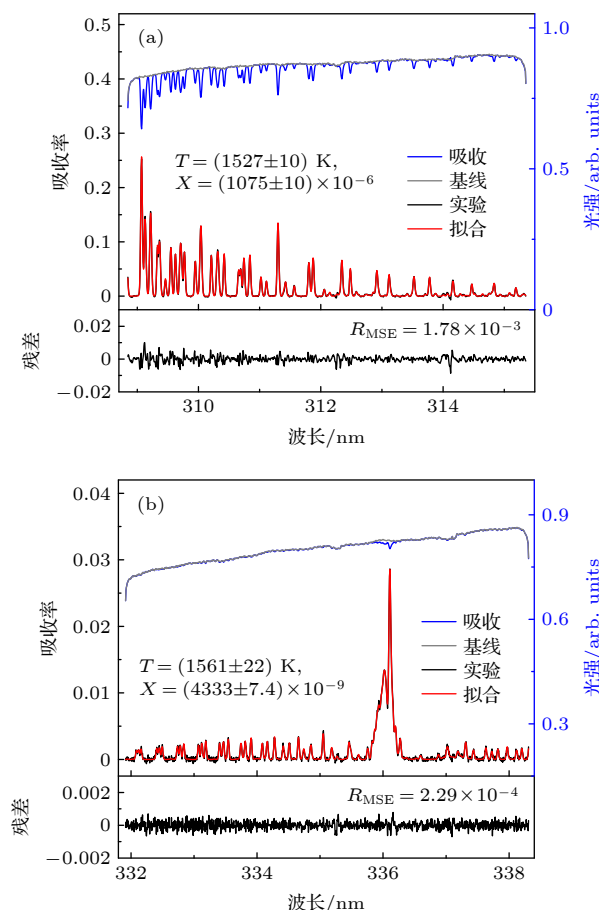 (a)
T = (1527±10) K,
X = (1075±10)×10⁻⁶
吸收
基线
实验
拟合
吸收率
0.5
0.4
0.3
0.2
0.1
0
光强/arb. units
1.0
0.5
0
R_MSE = 1.78×10⁻³
残差
0.02
0
−0.02
310
312
314
波长/nm
(b)
T = (1561±22) K,
X = (4333±7.4)×10⁻⁹
吸收
基线
实验
拟合
吸收率
0.04
0.03
0.02
0.01
0
光强/arb. units
0.9
0.6
0.3
R_MSE = 2.29×10⁻⁴
残差
0.002
0
−0.002
332
334
336
338
波长/nm